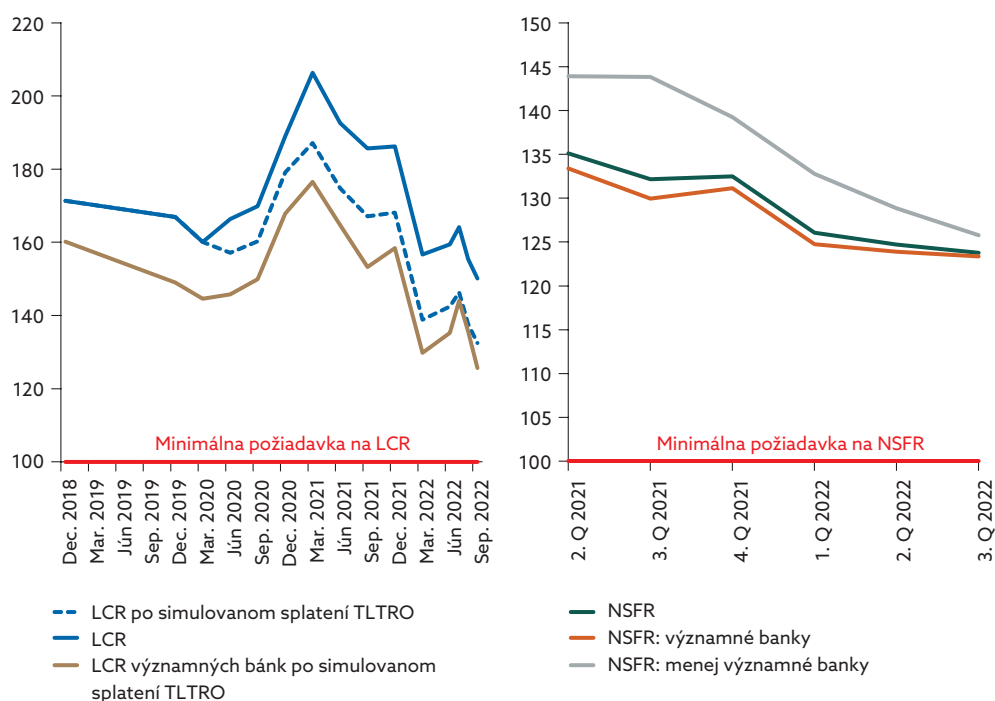 220
200
180
160
140
120
100
Minimálna požiadavka na LCR
Dec. 2018
Mar. 2019
Jún 2019
Sep. 2019
Dec. 2019
Mar. 2020
Jún 2020
Sep. 2020
Dec. 2020
Mar. 2021
Jún 2021
Sep. 2021
Dec. 2021
Mar. 2022
Jún 2022
Sep. 2022
LCR po simulovanom splatení TLTRO
LCR
LCR významných bánk po simulovanom
splatení TLTRO
150
145
140
135
130
125
120
115
110
105
100
Minimálna požiadavka na NSFR
2. Q 2021
3. Q 2021
4. Q 2021
1. Q 2022
2. Q 2022
3. Q 2022
NSFR
NSFR: významné banky
NSFR: menej významné banky